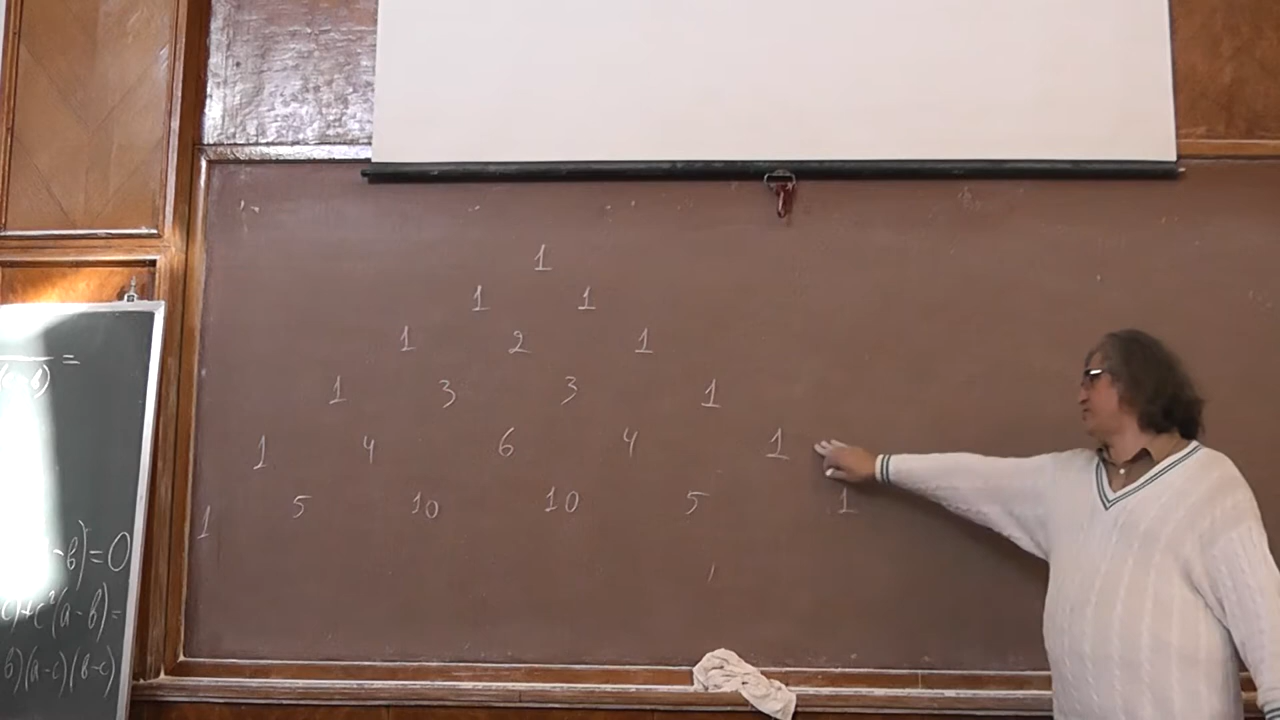 1
1 1
1 2 1
1 3 3 1
1 4 6 4 1
1 5 10 10 5 1
=
-в)=0
+c²(a-в)=
в)(a-c)(в-c)